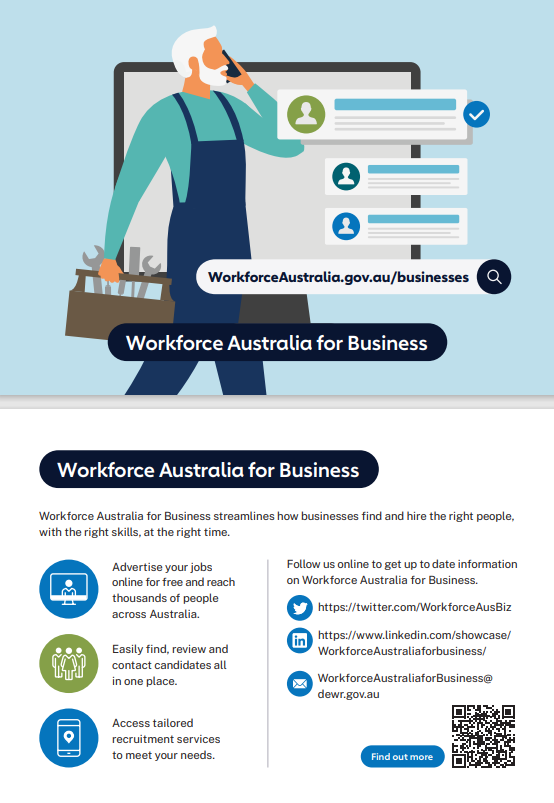 WorkforceAustralia.gov.au/businesses
Workforce Australia for Business
Workforce Australia for Business
Workforce Australia for Business streamlines how businesses find and hire the right people,
with the right skills, at the right time.
Advertise your jobs
online for free and reach
thousands of people
across Australia.
Easily find, review and
contact candidates all
in one place.
Access tailored
recruitment services
to meet your needs.
Follow us online to get up to date information
on Workforce Australia for Business.
https://twitter.com/WorkforceAusBiz
https://www.linkedin.com/showcase/
WorkforceAustraliaforbusiness/
WorkforceAustraliaforBusiness@
dewr.gov.au
Find out more